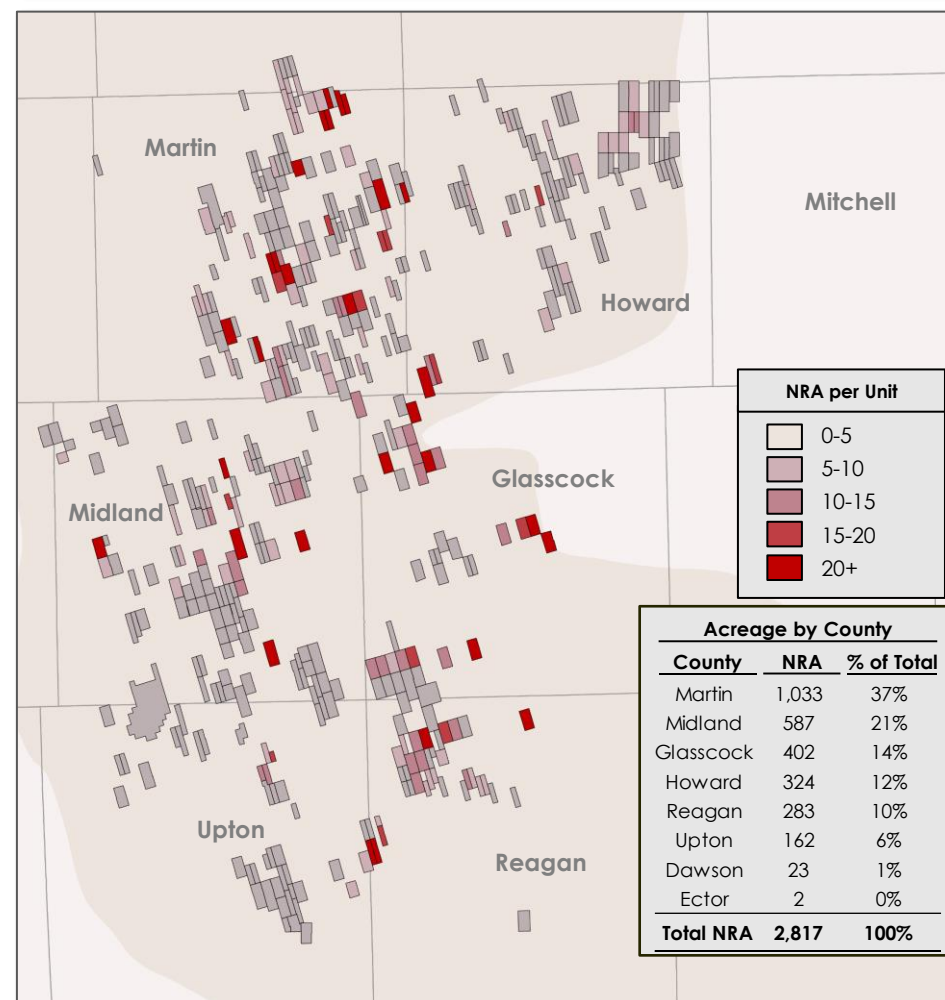 Martin
Mitchell
Howard
NRA per Unit
0-5
5-10
10-15
15-20
20+
Glasscock
Midland
Acreage by County
County NRA % of Total
Martin 1,033 37%
Midland 587 21%
Glasscock 402 14%
Howard 324 12%
Reagan 283 10%
Upton 162 6%
Dawson 23 1%
Ector 2 0%
Total NRA 2,817 100%
Upton
Reagan